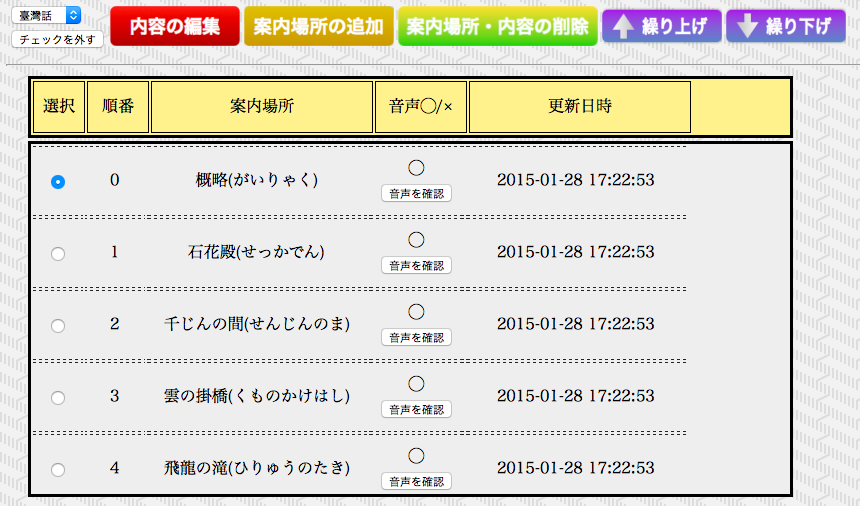 臺灣話
チェックを外す
内容の編集
案内場所の追加
案内場所・内容の削除
繰り上げ
繰り下げ
選択 順番 案内場所 音声◯/× 更新日時
0 概略(がいりゃく) ◯ 2015-01-28 17:22:53
音声を確認
1 石花殿(せっかでん) ◯ 2015-01-28 17:22:53
音声を確認
2 千じんの間(せんじんのま) ◯ 2015-01-28 17:22:53
音声を確認
3 雲の掛橋(くものかけはし) ◯ 2015-01-28 17:22:53
音声を確認
4 飛龍の滝(ひりゅうのたき) ◯ 2015-01-28 17:22:53
音声を確認